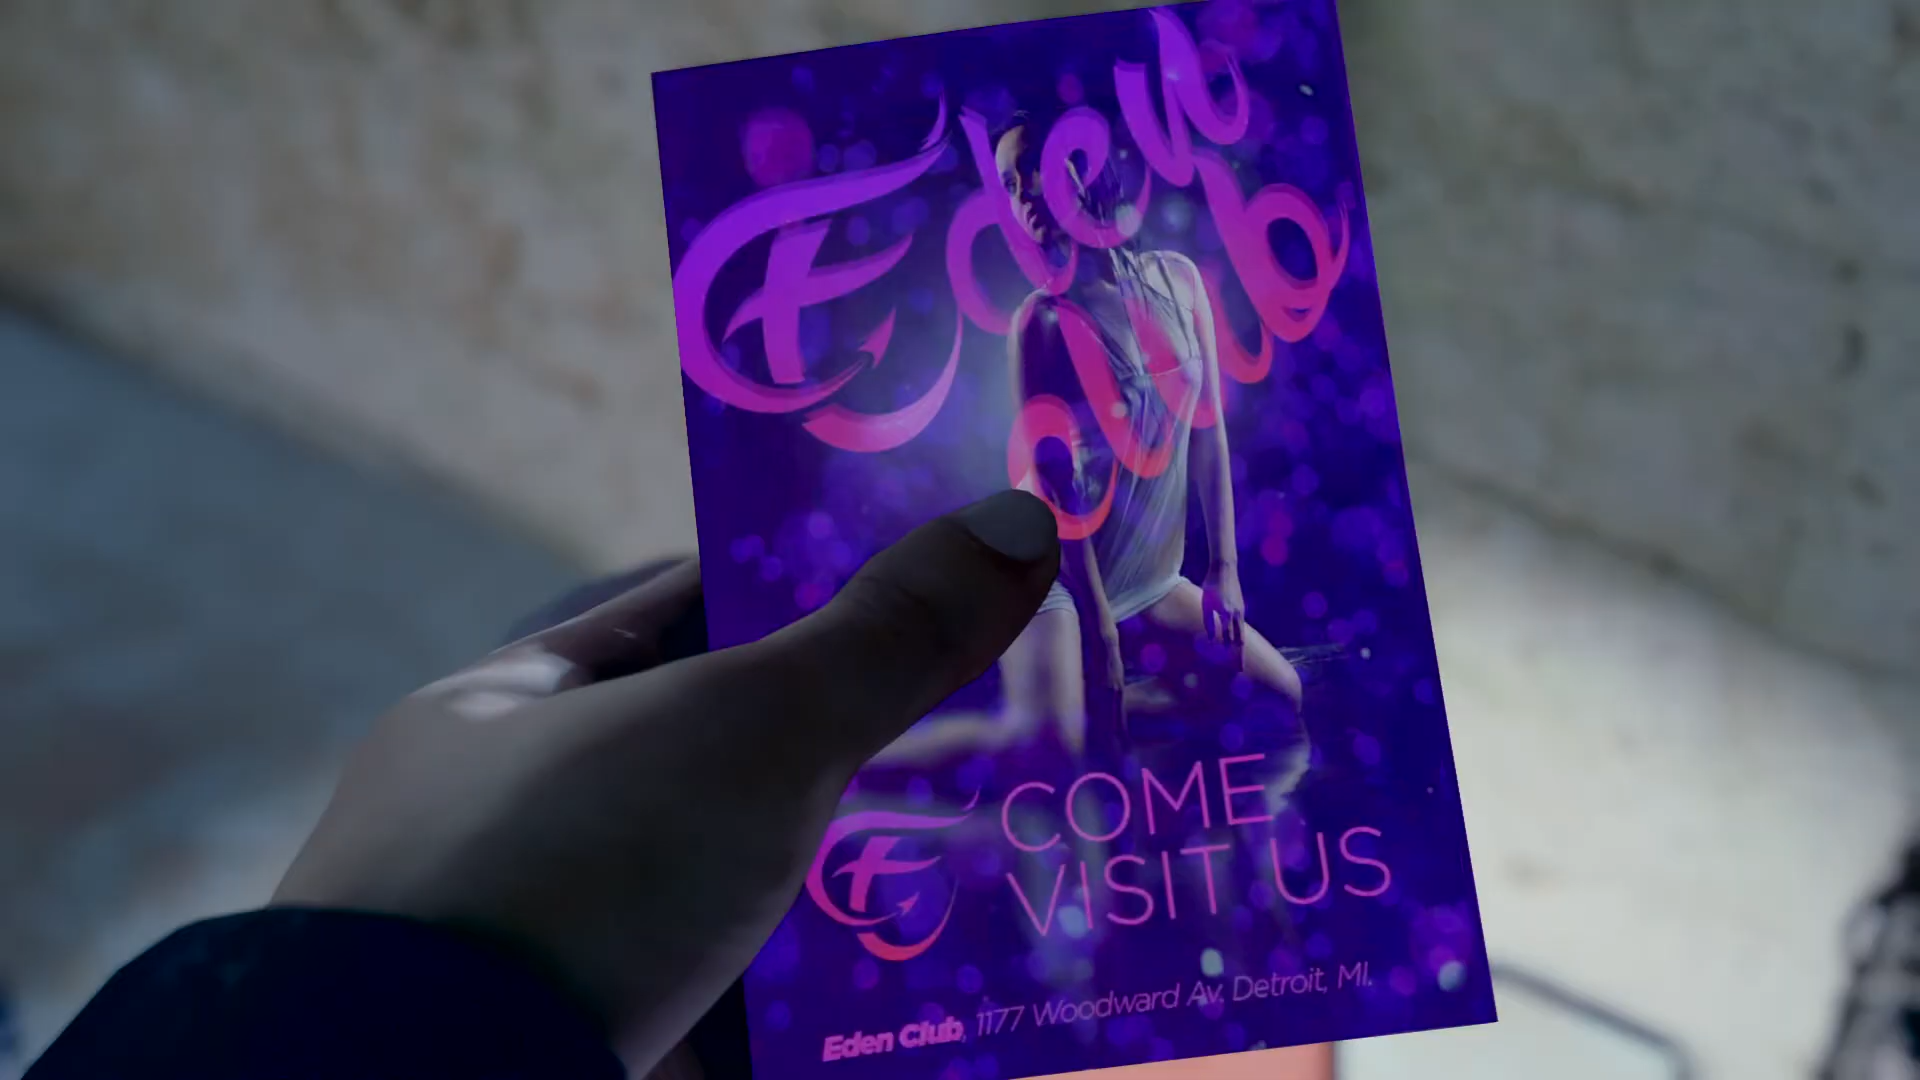 Eden
club
E
COME
VISIT US
Eden Club, 1177 Woodward Av. Detroit, MI.